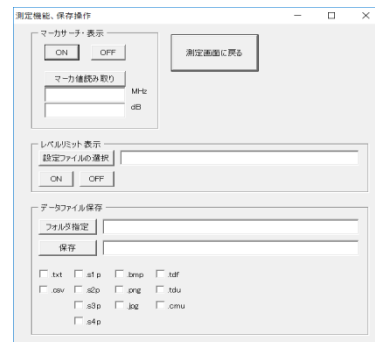 測定機能、保存操作
マーカサーチ・表示
ON OFF
測定画面に戻る
マーカ値読み取り
MHz
dB
レベルリミット表示
設定ファイルの選択
ON OFF
データファイル保存
フォルダ指定
保存
.txt .s1p .bmp .tdf
.csv .s2p .png .tdu
.s3p .jog .cmu
.s4p